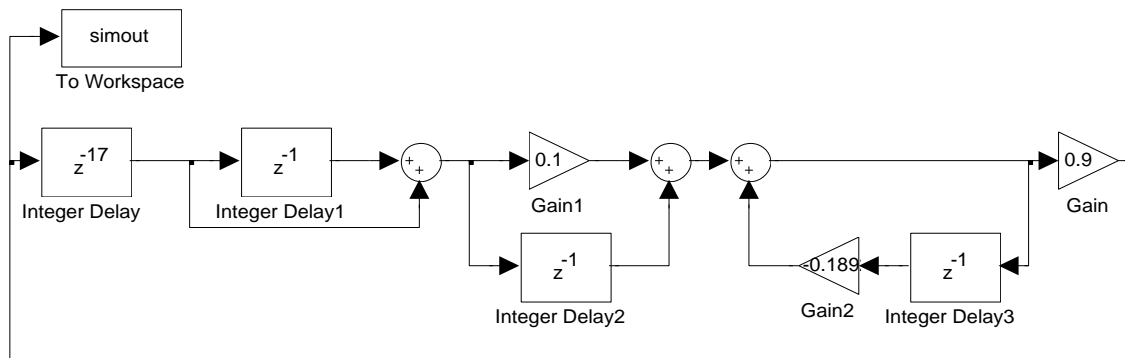 simout
To Workspace
z-17
Integer Delay
z-1
Integer Delay1
+
+
0.1
Gain1
z-1
Integer Delay2
+
+
+
+
-0.189
Gain2
z-1
Integer Delay3
0.9
Gain